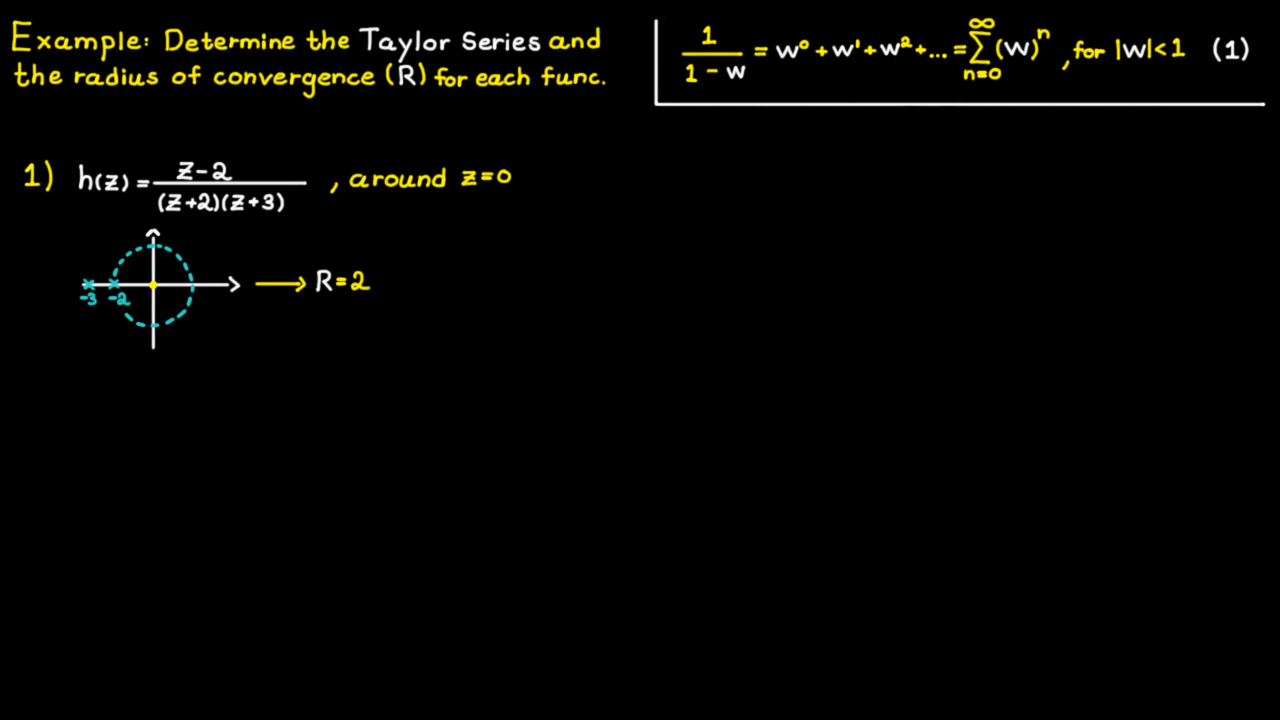 Example: Determine the Taylor Series and
the radius of convergence (R) for each func.
1/(1 - w) = w⁰ + w¹ + w² + ... = ∑_{n=0}^{∞} (w)ⁿ , for |w| < 1 (1)
1) h(z) = (z - 2)/((z + 2)(z + 3)) , around z = 0
-3 -2
R = 2